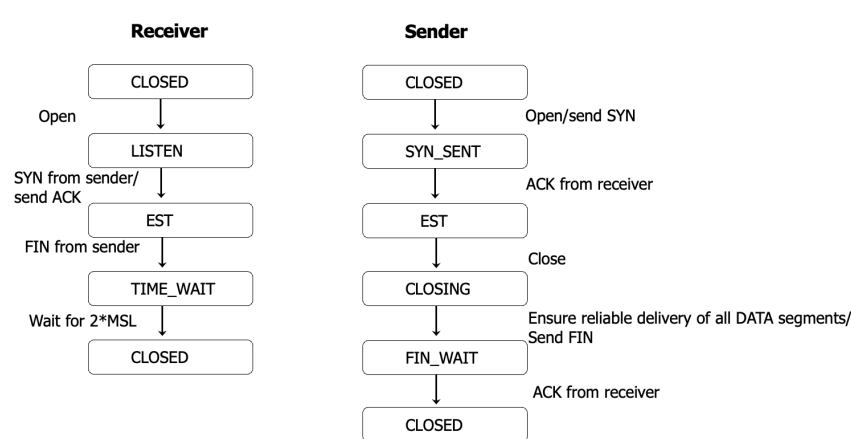 Receiver
CLOSED
Open
LISTEN
SYN from sender/
send ACK
EST
FIN from sender
TIME_WAIT
Wait for 2*MSL
CLOSED
Sender
CLOSED
Open/send SYN
SYN_SENT
ACK from receiver
EST
Close
CLOSING
Ensure reliable delivery of all DATA segments/
Send FIN
FIN_WAIT
ACK from receiver
CLOSED